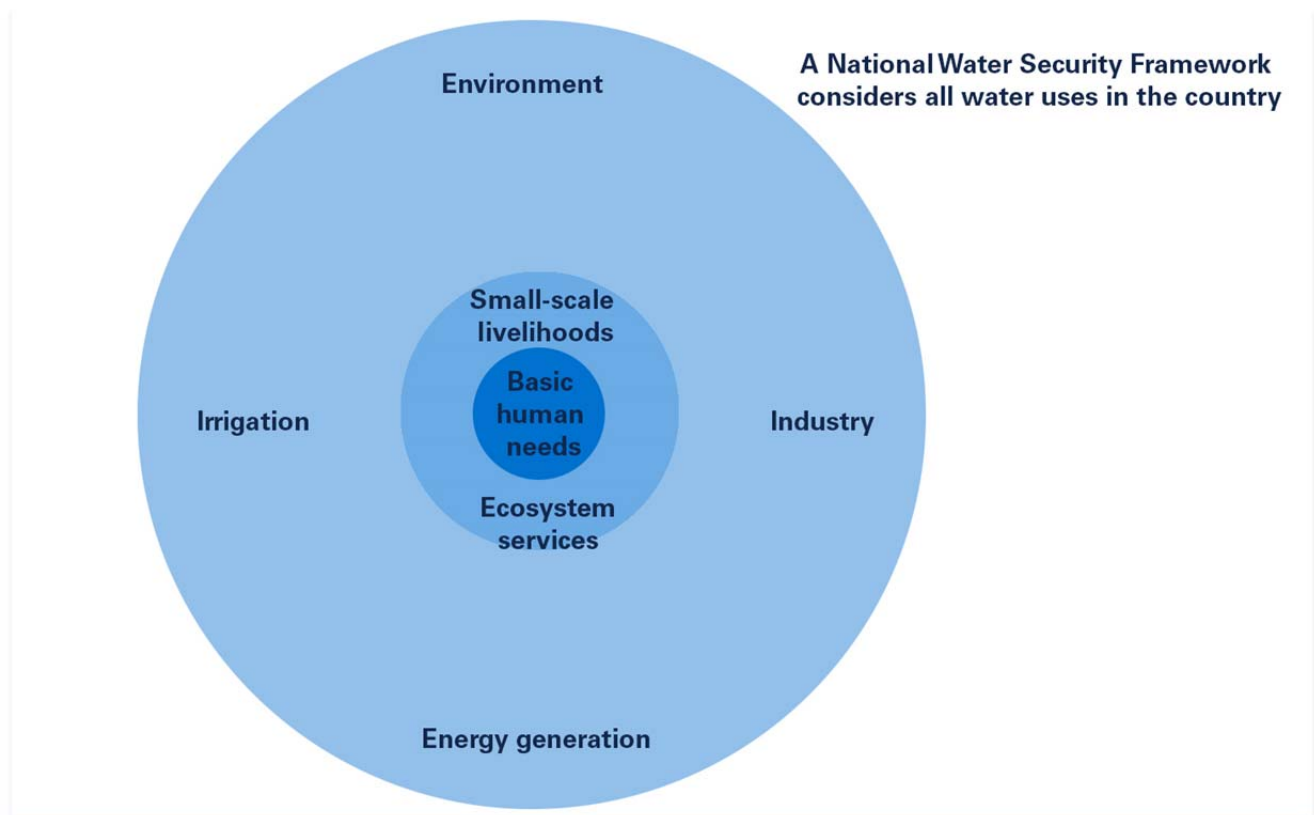 Environment
A National Water Security Framework
considers all water uses in the country
Small-scale
livelihoods
Basic
human
needs
Irrigation
Industry
Ecosystem
services
Energy generation